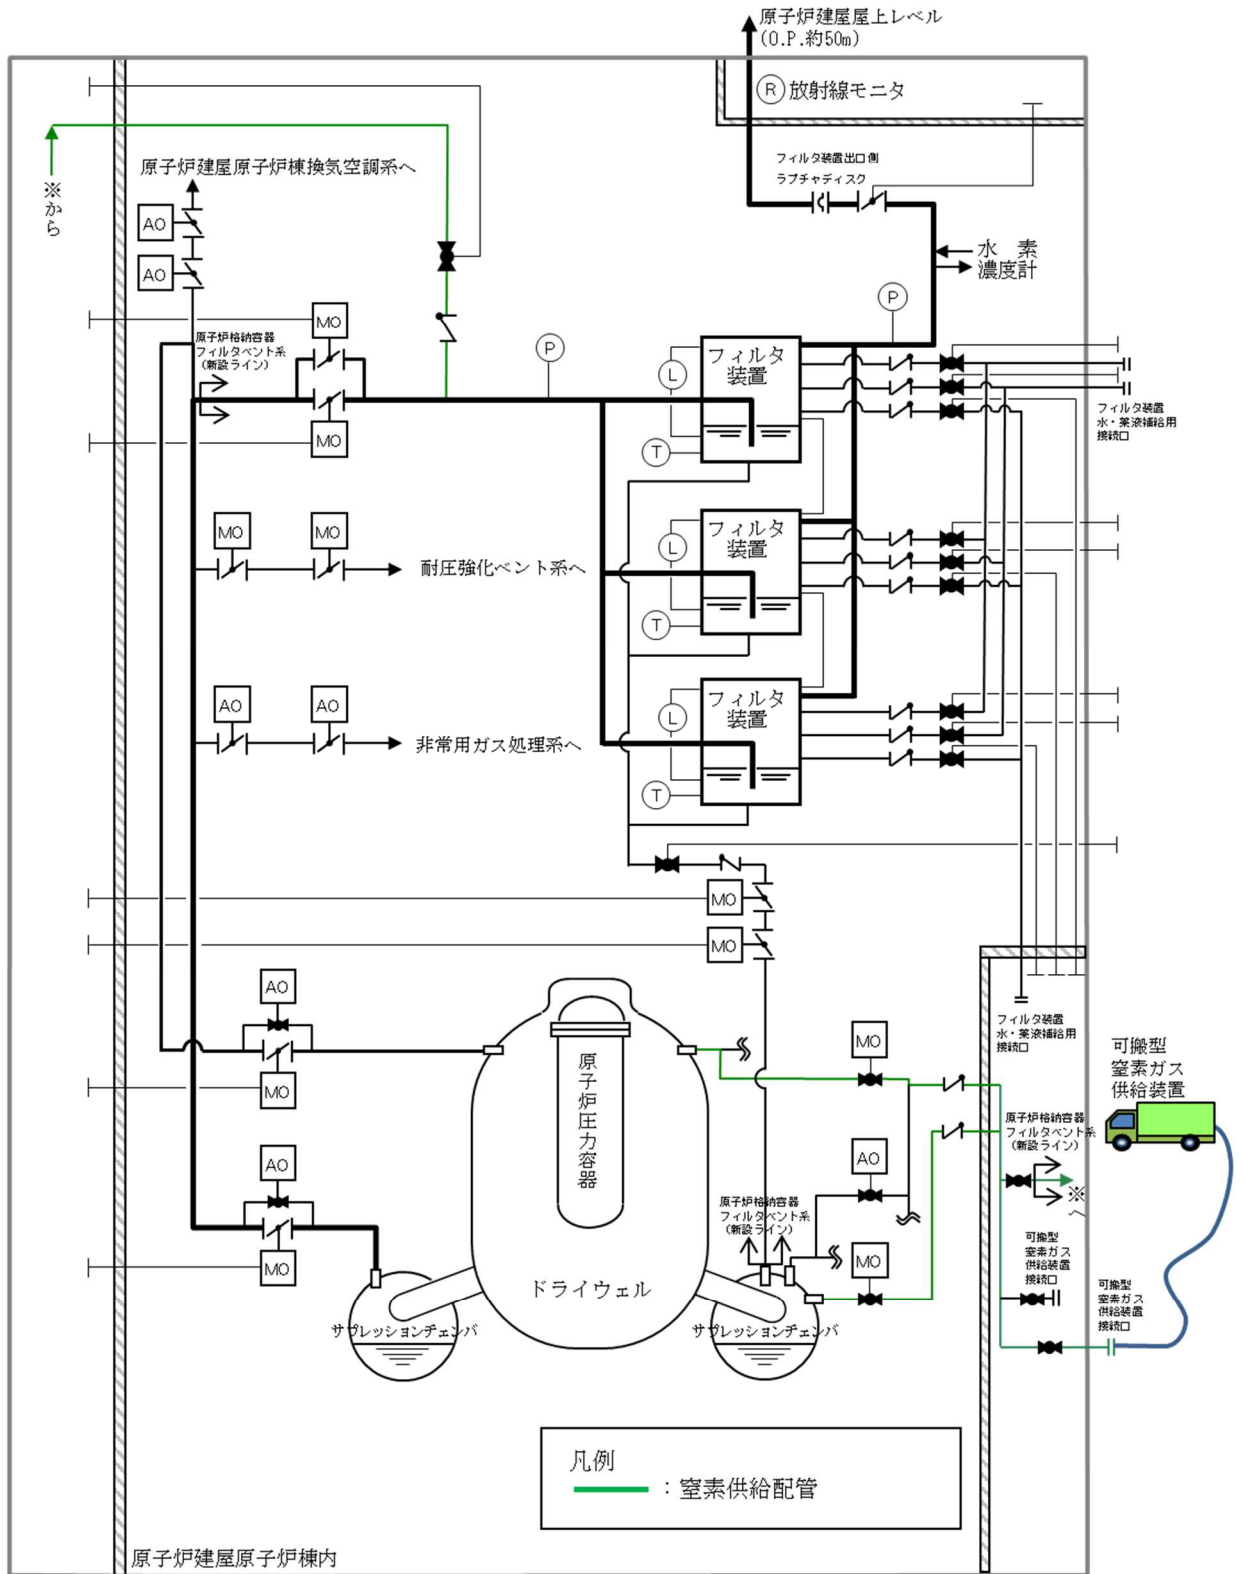 原子炉建屋屋上レベル
(O.P.約50m)
R 放射線モニタ
フィルタ装置出口側
ラプチャディスク
※から
原子炉建屋原子炉棟換気空調系へ
AO
AO
水　素
濃度計
P
MO
原子炉格納容器
フィルタベント系
(新設ライン)
P
フィルタ
装置
L
T
MO
フィルタ装置
水・薬液補給用
接続口
MO
MO
耐圧強化ベント系へ
フィルタ
装置
L
T
AO
AO
非常用ガス処理系へ
フィルタ
装置
L
T
MO
MO
AO
MO
原子炉圧力容器
MO
フィルタ装置
水・薬液補給用
接続口
可搬型
窒素ガス
供給装置
原子炉格納容器
フィルタベント系
(新設ライン)
※へ
AO
MO
AO
原子炉格納容器
フィルタベント系
(新設ライン)
MO
ドライウェル
サプレッションチェンバ
サプレッションチェンバ
可搬型
窒素ガス
供給装置
接続口
可搬型
窒素ガス
供給装置
接続口
凡例
：窒素供給配管
原子炉建屋原子炉棟内